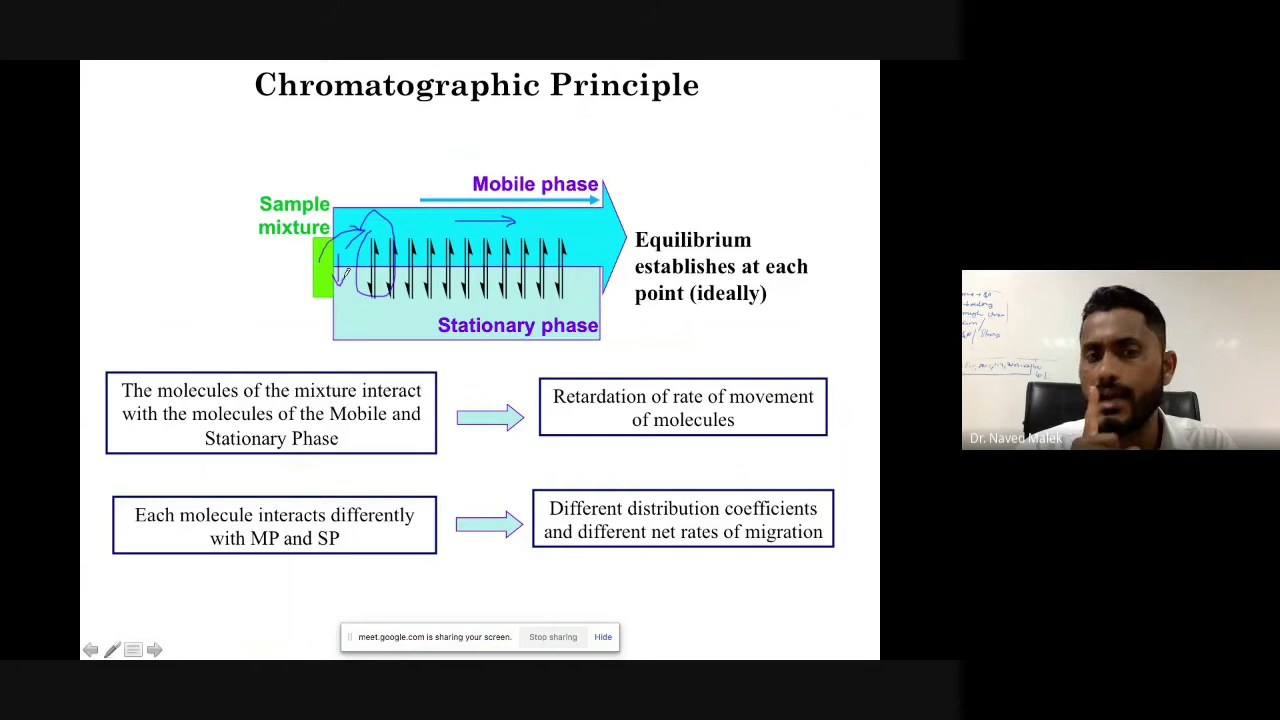 Chromatographic Principle
Sample
mixture
Mobile phase
Stationary phase
Equilibrium
establishes at each
point (ideally)
The molecules of the mixture interact
with the molecules of the Mobile and
Stationary Phase
Retardation of rate of movement
of molecules
Each molecule interacts differently
with MP and SP
Different distribution coefficients
and different net rates of migration
meet.google.com is sharing your screen.
Stop sharing
Hide
Dr. Naved Malek